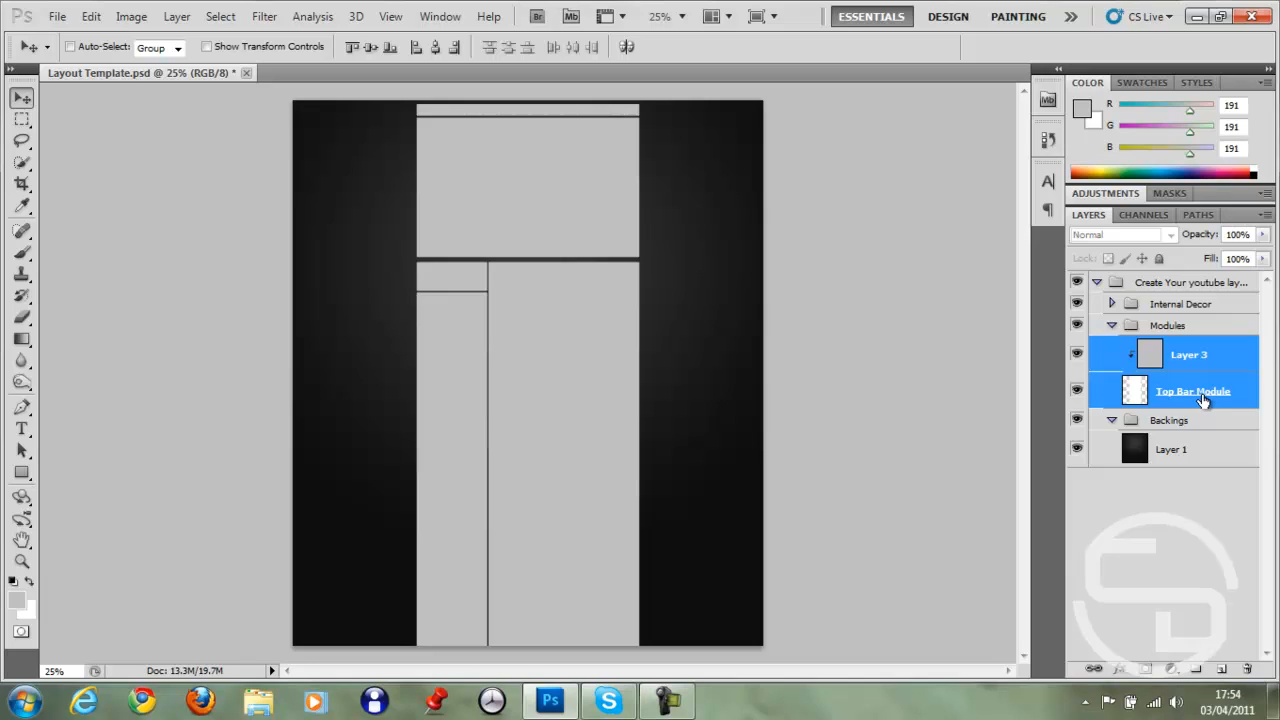 Ps File Edit Image Layer Select Filter Analysis 3D View Window Help Br Mb 25% ESSENTIALS DESIGN PAINTING CS Live
Auto-Select: Group Show Transform Controls
Layout Template.psd @ 25% (RGB/8) *
COLOR SWATCHES STYLES
Mb
R 191
G 191
B 191
A
ADJUSTMENTS MASKS
LAYERS CHANNELS PATHS
Normal Opacity: 100%
Lock: Fill: 100%
Create Your youtube lay...
Internal Decor
Modules
Layer 3
Top Bar Module
Backings
Layer 1
T
25% Doc: 13.3M/19.7M
fx
Ps
17:54
03/04/2011